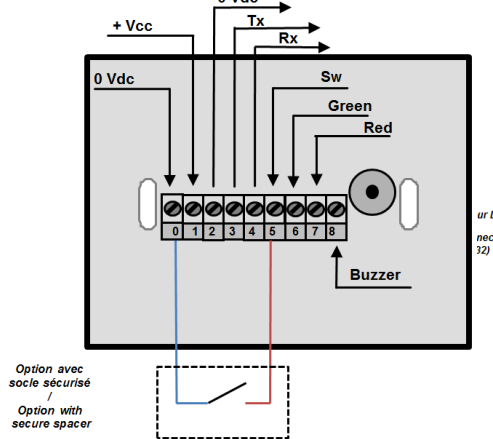 + Vcc
Tx
Rx
0 Vdc
Sw
Green
Red
0 1 2 3 4 5 6 7 8
Buzzer
32)
Option avec
socle sécurisé
/
Option with
secure spacer